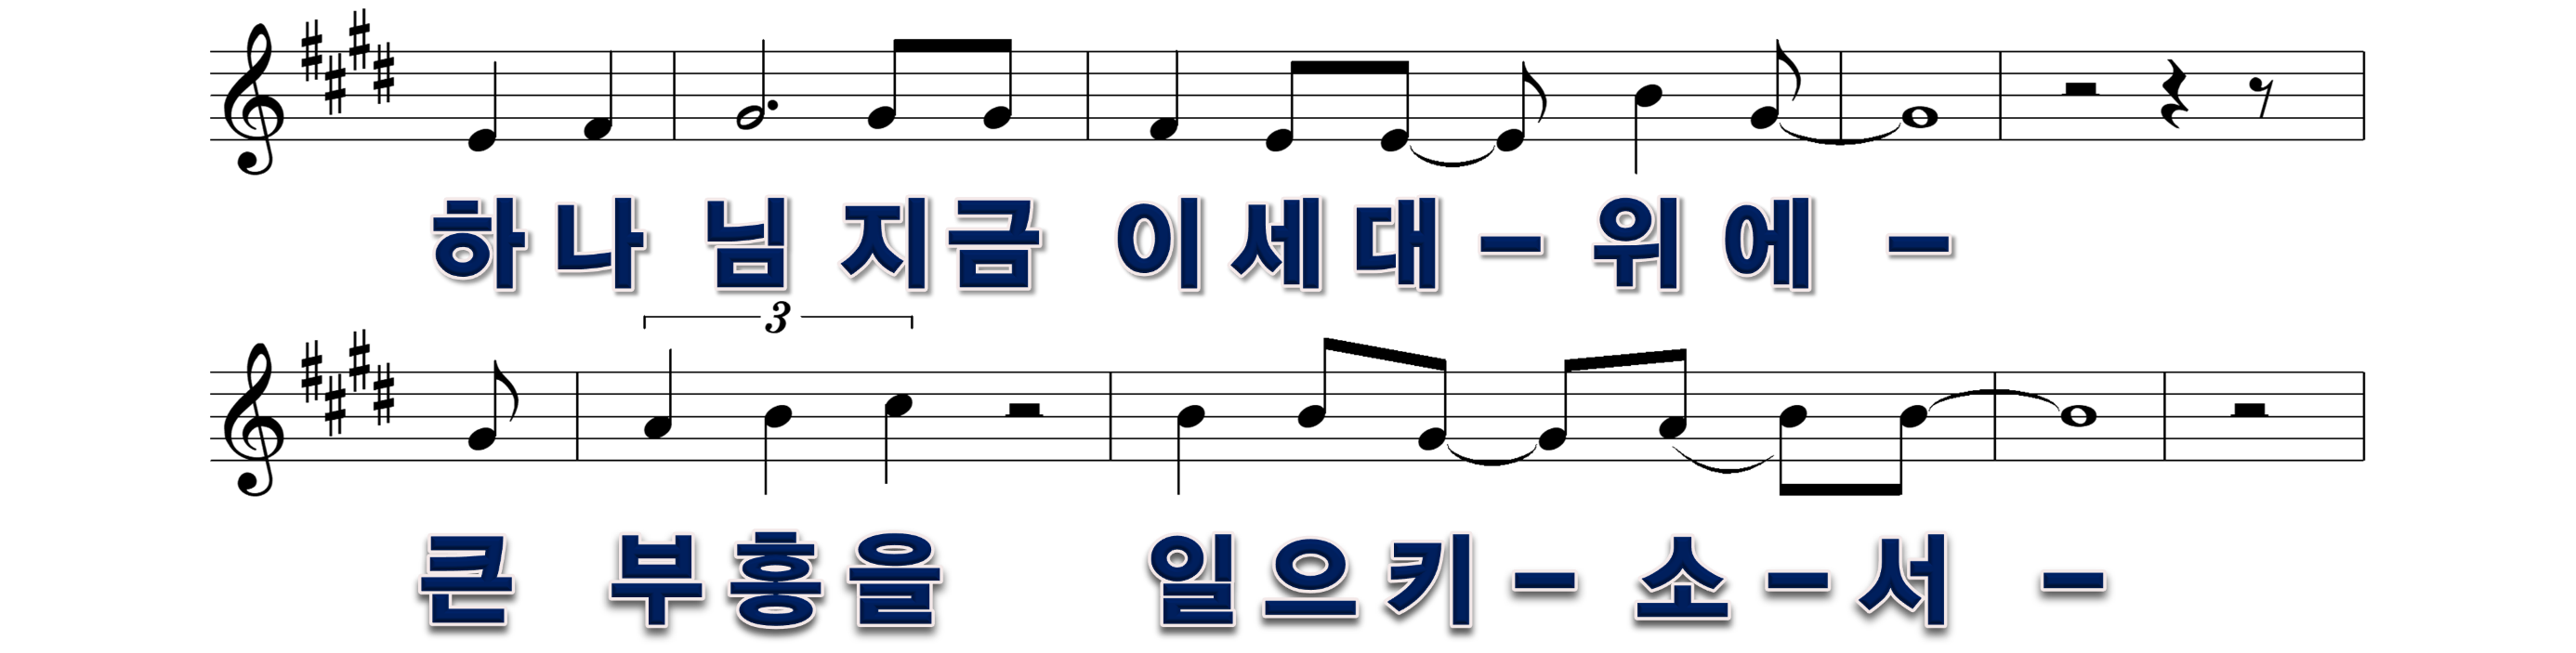 하나님 지금 이세대 - 위에 -
3
큰 부흥을 일으키 - 소 - 서 -